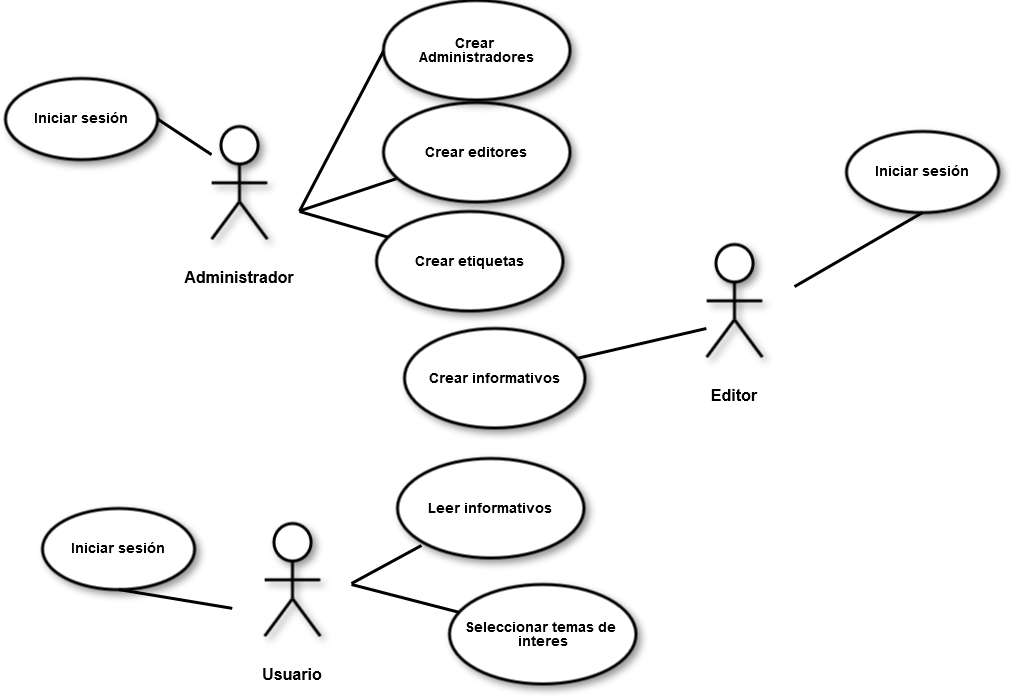 Crear
Administradores
Iniciar sesión
Crear editores
Iniciar sesión
Crear etiquetas
Administrador
Crear informativos
Editor
Leer informativos
Iniciar sesión
Seleccionar temas de
interes
Usuario